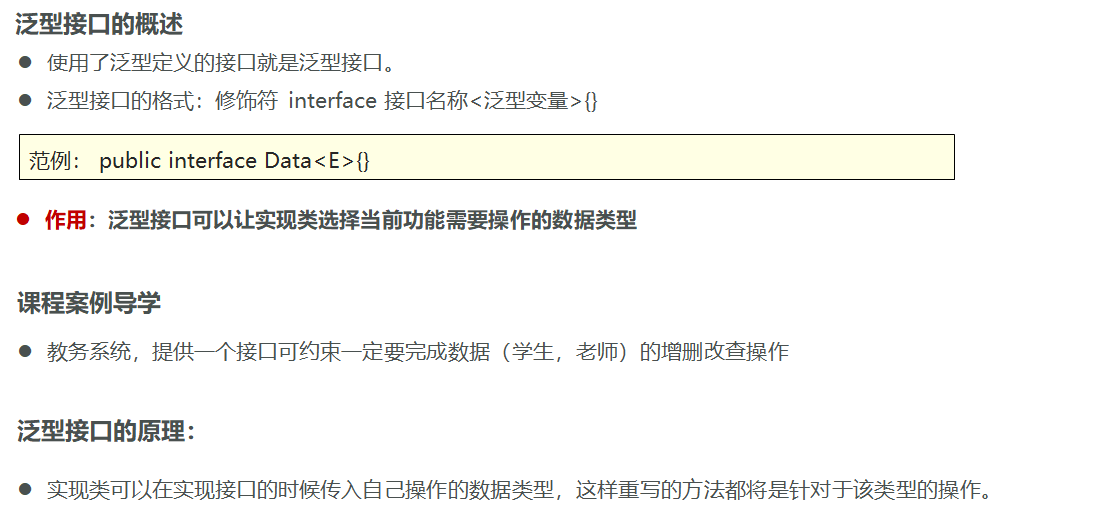 泛型接口的概述
● 使用了泛型定义的接口就是泛型接口。
● 泛型接口的格式：修饰符 interface 接口名称<泛型变量>{}
范例： public interface Data<E>{}
● 作用：泛型接口可以让实现类选择当前功能需要操作的数据类型
课程案例导学
● 教务系统，提供一个接口可约束一定要完成数据（学生，老师）的增删改查操作
泛型接口的原理：
● 实现类可以在实现接口的时候传入自己操作的数据类型，这样重写的方法都将是针对于该类型的操作。